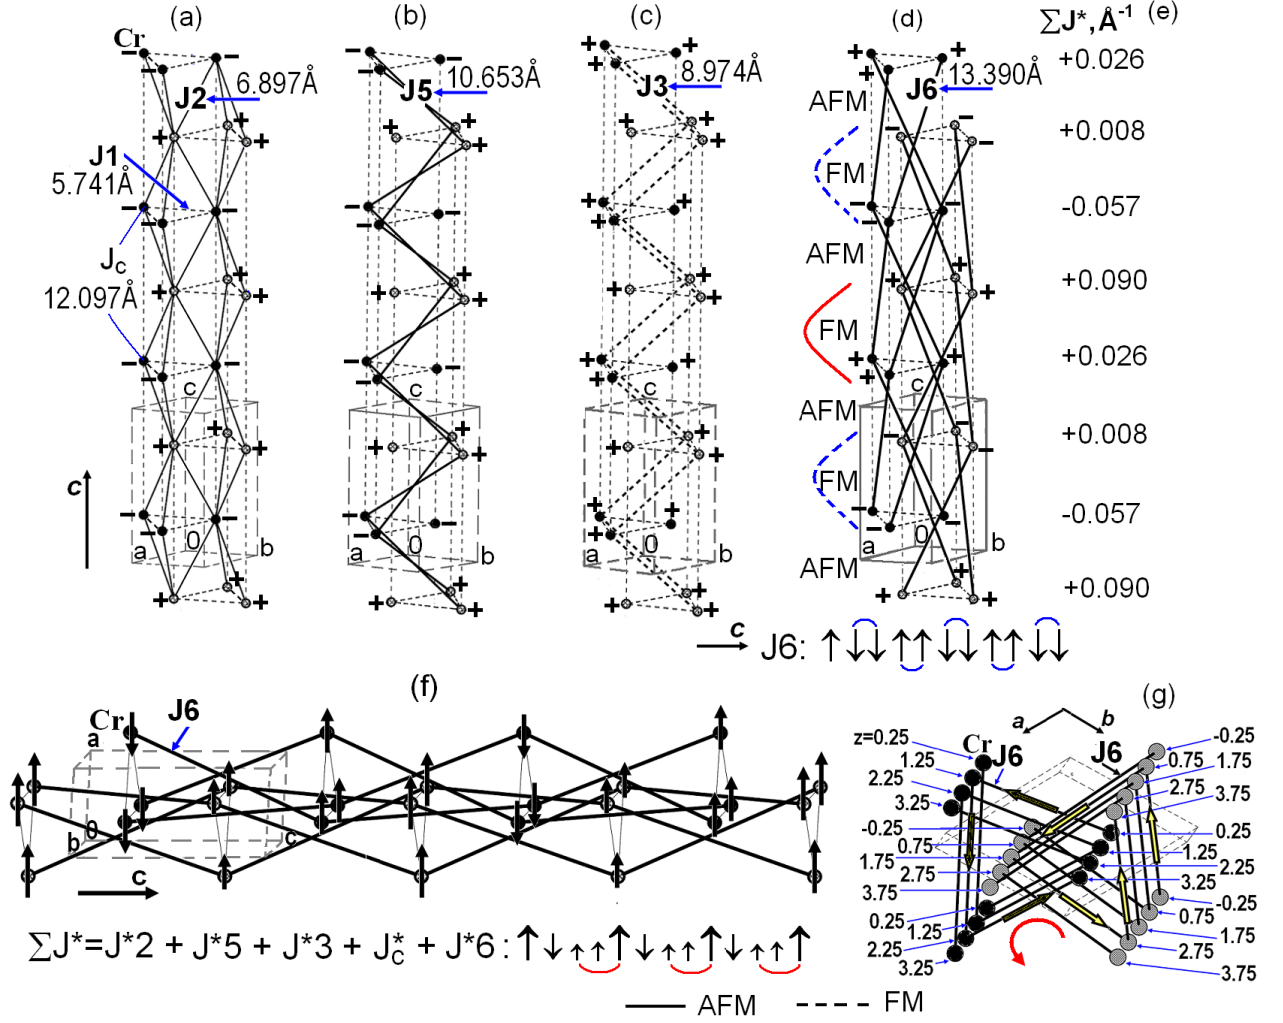 (a) (b) (c) (d) ∑J*, Å⁻¹ (e)
Cr
J2 6.897Å
J5 10.653Å
J3 8.974Å
J6 13.390Å
J1
5.741Å
Jc
12.097Å
AFM
FM
AFM
FM
AFM
FM
AFM
+0.026
+0.008
-0.057
+0.090
+0.026
+0.008
-0.057
+0.090
c c c c
a 0 b
a 0 b
a 0 b
a 0 b
c
c J6: ↑ ↓↓ ↑↑ ↓↓ ↑↑ ↓↓
(f)
Cr J6
a
b 0 c
c
∑J*=J*2 + J*5 + J*3 + J*c + J*6 : ↑ ↓ ↑ ↑ ↑ ↓ ↑ ↑ ↑ ↓ ↑ ↑ ↑
(g)
a b
z=0.25 Cr J6 J6 -0.25
1.25 0.75 1.75
2.25 2.75
3.25 3.75
-0.25 0.25
0.75 1.25
1.75 2.25
2.75 3.25
3.75 -0.25
0.25 0.75
1.25 1.75
2.25 2.75
3.25 3.75
AFM FM